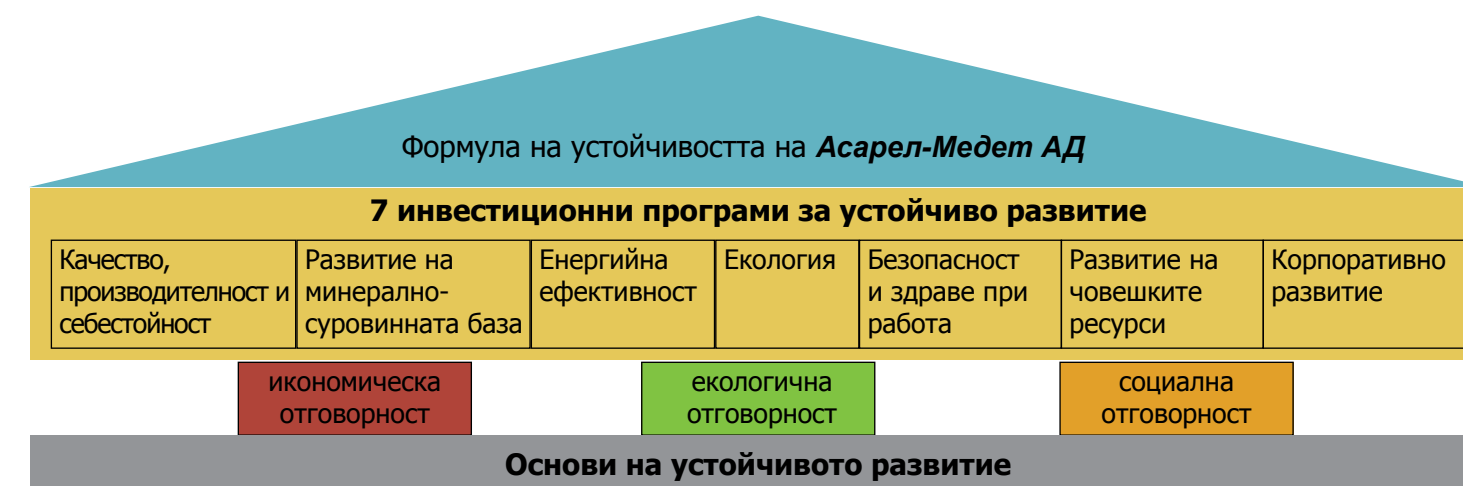 Формула на устойчивостта на Асарел-Медет АД
7 инвестиционни програми за устойчиво развитие
Качество,
производителност и
себестойност
Развитие на
минерално-
суровинната база
Енергийна
ефективност
Екология
Безопасност
и здраве при
работа
Развитие на
човешките
ресурси
Корпоративно
развитие
икономическа
отговорност
екологична
отговорност
социална
отговорност
Основи на устойчивото развитие